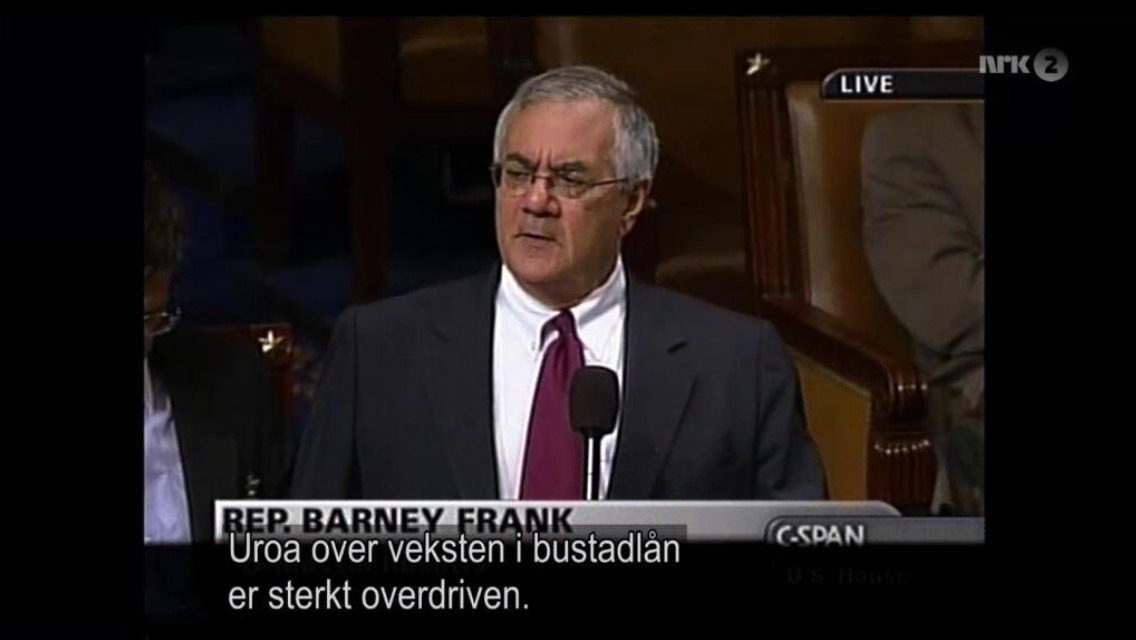 LIVE
nrk 2
REP. BARNEY FRANK
C-SPAN
Uroa over veksten i bustadlån
er sterkt overdriven.
U.S. House